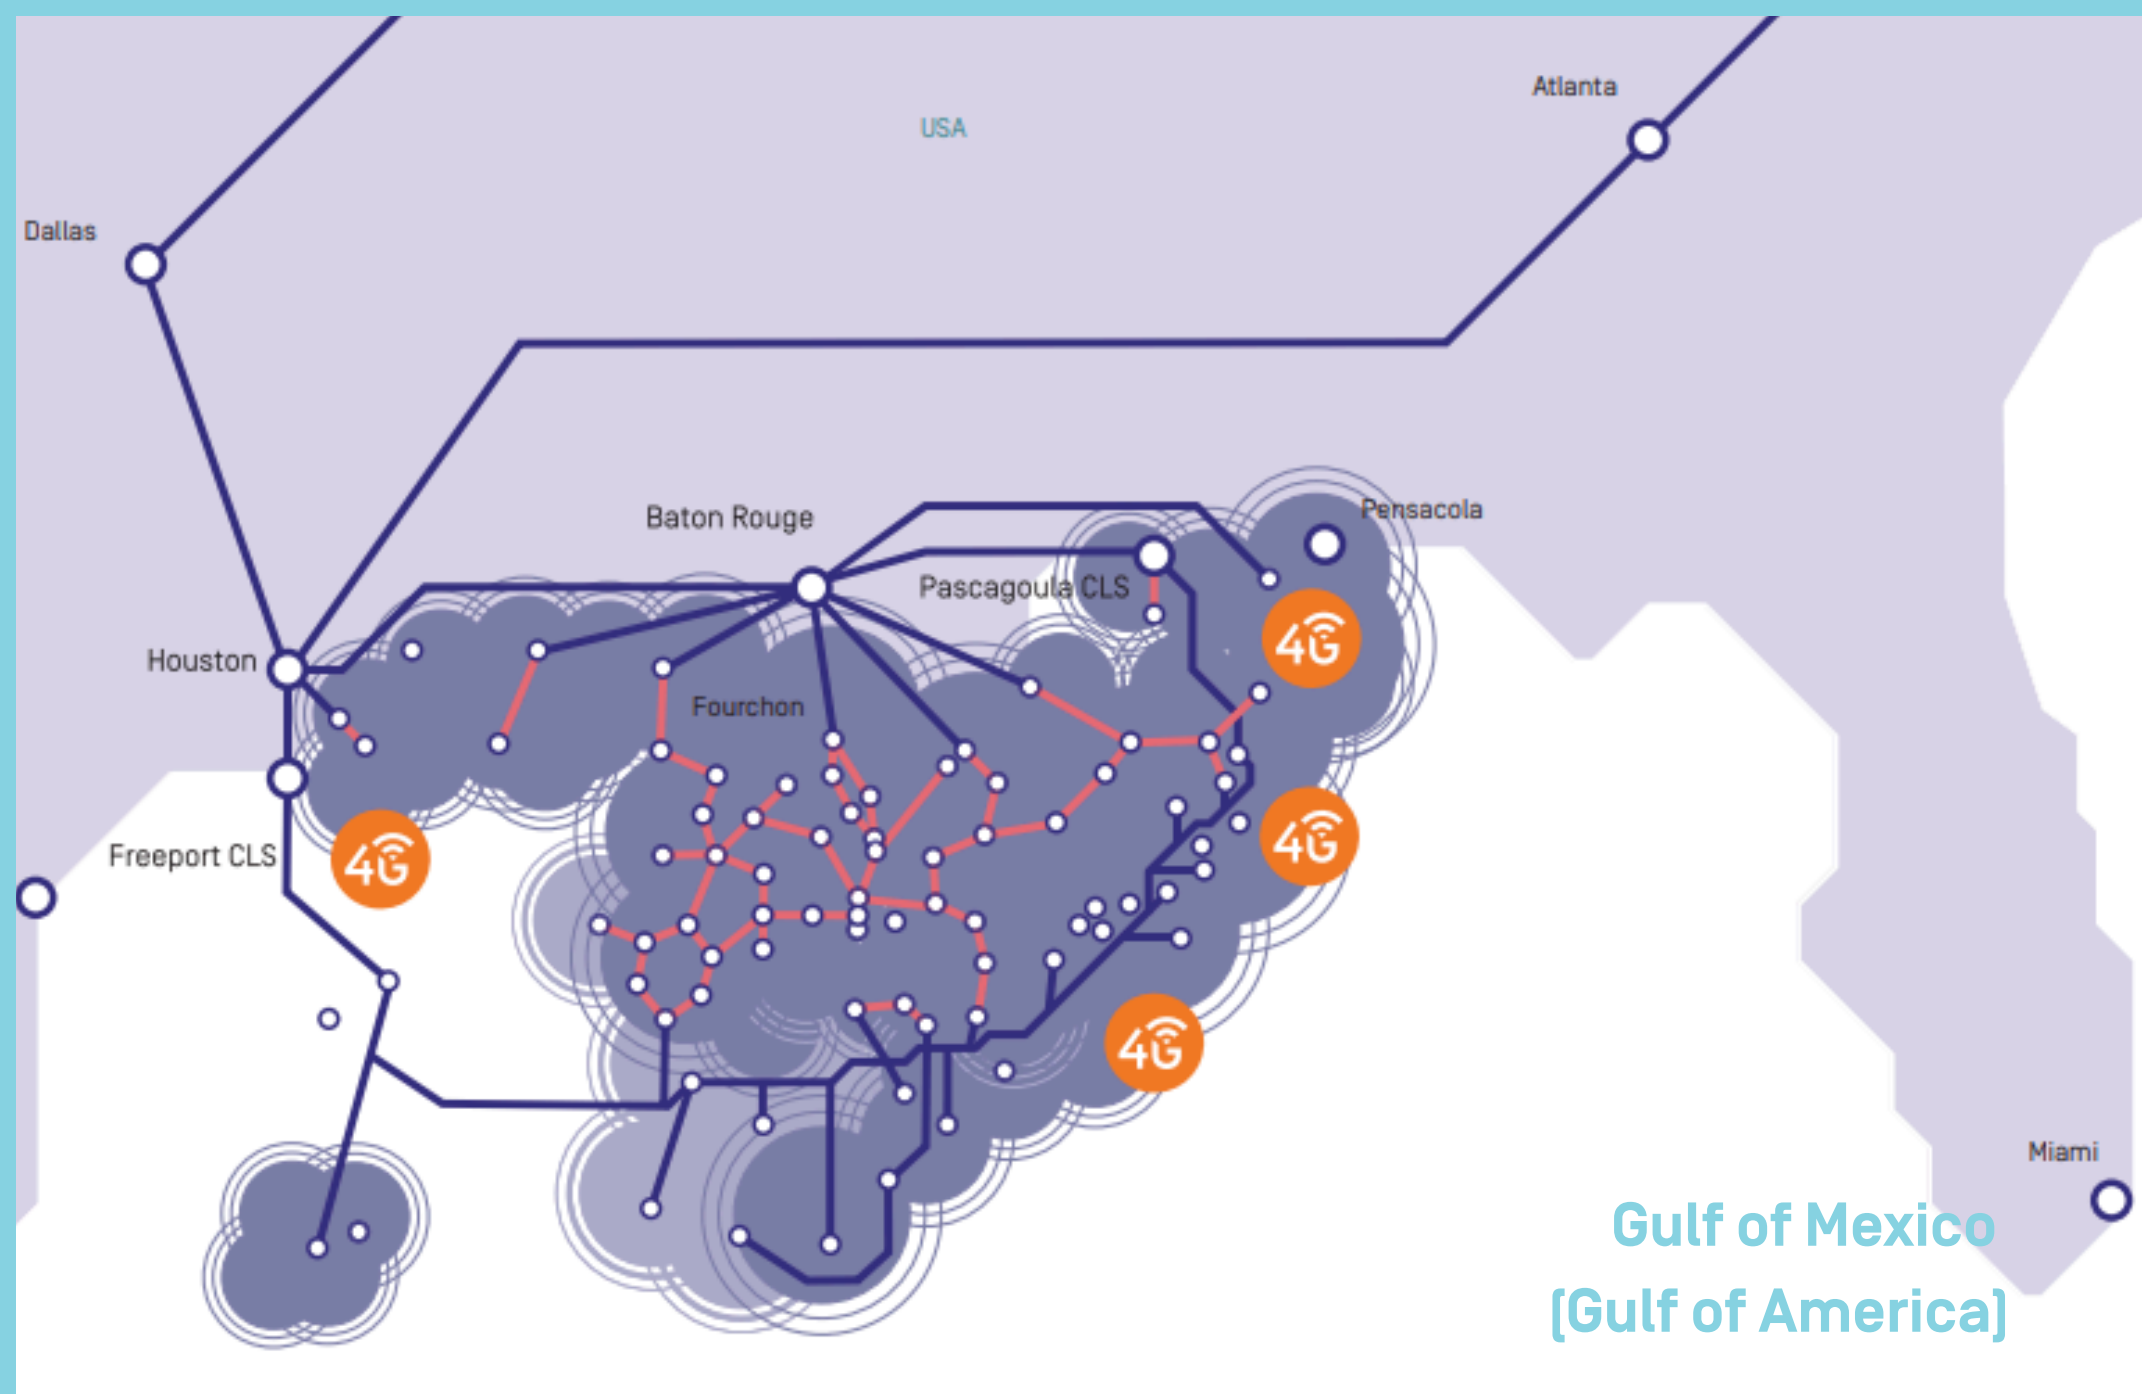 Atlanta
USA
Dallas
Pensacola
Baton Rouge
Pascagoula CLS
4G
Houston
Fourchon
4G
Freeport CLS
4G
4G
Miami
Gulf of Mexico
(Gulf of America)